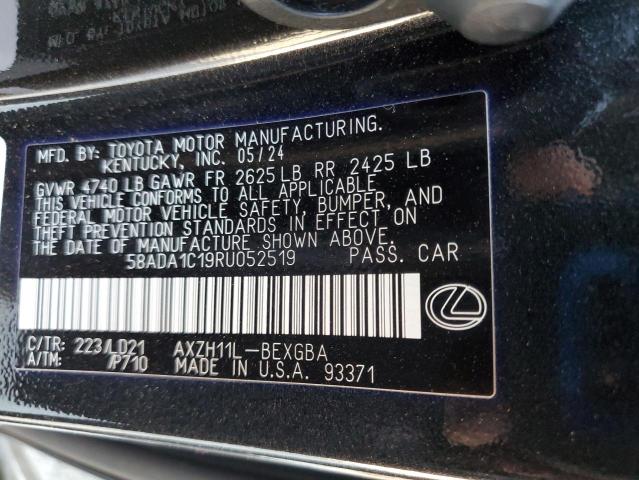 MFD. BY: TOYOTA MOTOR MANUFACTURING.
KENTUCKY, INC. 05/24
GVWR 4740 LB GAWR FR 2625 LB RR 2425 LB
THIS VEHICLE CONFORMS TO ALL APPLICABLE
FEDERAL MOTOR VEHICLE SAFETY, BUMPER, AND
THEFT PREVENTION STANDARDS IN EFFECT ON
THE DATE OF MANUFACTURE SHOWN ABOVE.
58ADA1C19RU052519 PASS. CAR
C/TR: 223/LD21 AXZH11L-BEXGBA
A/TM: /P710 MADE IN U.S.A. 93371